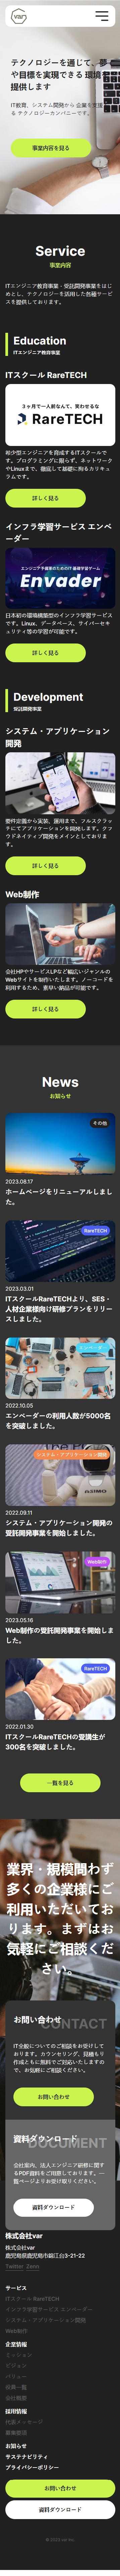 var
テクノロジーを通じて、夢
や目標を実現できる 環境を
提供します
IT教育、システム開発から 企業を支援す
る テクノロジーカンパニーです。
事業内容を見る
Service
事業内容
ITエンジニア教育事業・受託開発事業をはじ
めとし、テクノロジーを活用した各種サービ
スを提供しております。
Education
ITエンジニア教育事業
ITスクール RareTECH
3ヶ月で一人前なんて、笑わせるな
RareTECH
希少型エンジニアを育成するITスクールで
す。プログラミングに限らず、ネットワーク
やLinuxまで、徹底して基礎に拘るカリキュ
ラムです。
詳しく見る
インフラ学習サービス エンベ
ーダー
ITエンジニア初学者のためのIT基礎学習ゲーム
Envader
日本初の環境構築型のインフラ学習サービス
です。Linux、データベース、サイバーセキ
ュリティ等の学習が可能です。
詳しく見る
Development
受託開発事業
システム・アプリケーション
開発
要件定義から実装、運用まで、フルスクラッ
チにてアプリケーションを開発します。クラ
ウドネイティブ開発をメインとしておりま
す。
詳しく見る
Web制作
会社HPやサービスLPなど幅広いジャンルの
Webサイトを制作いたします。ノーコードを
利用するため、素早い納品が可能です。
詳しく見る
News
お知らせ
その他
2023.08.17
ホームページをリニューアルしまし
た。
RareTECH
2023.03.01
ITスクールRareTECHより、SES・
人材企業様向け研修プランをリリー
スしました。
エンベーダー
2022.10.05
エンベーダーの利用人数が5000名
を突破しました。
システム・アプリケーション開発
ASIMO
2022.09.11
システム・アプリケーション開発の
受託開発事業を開始しました。
Web制作
2023.05.16
Web制作の受託開発事業を開始しま
した。
RareTECH
2022.01.30
ITスクールRareTECHの受講生が
300名を突破しました。
一覧を見る
業界・規模問わず
多くの企業様にご
利用いただいてお
ります。まずはお
気軽にご相談くだ
さい。
CONTACT
お問い合わせ
IT全般についてのご相談をお受けして
おります。カウンセリング、見積もり
作成ともに無料でご対応いたしますの
で、お気軽にご相談ください。
お問い合わせ
DOCUMENT
資料ダウンロード
会社案内、法人エンジニア研修に関す
るPDF資料をご用意しております。一
覧ページよりお受け取りください。
資料ダウンロード
株式会社var
株式会社var
鹿児島県鹿児島市錦江台3-21-22
Twitter Zenn
サービス
ITスクール RareTECH
インフラ学習サービス エンベーダー
システム・アプリケーション開発
Web制作
企業情報
ミッション
ビジョン
バリュー
役員一覧
会社概要
採用情報
代表メッセージ
募集要項
お知らせ
サステナビリティ
プライバシーポリシー
お問い合わせ
資料ダウンロード
© 2023 var Inc.